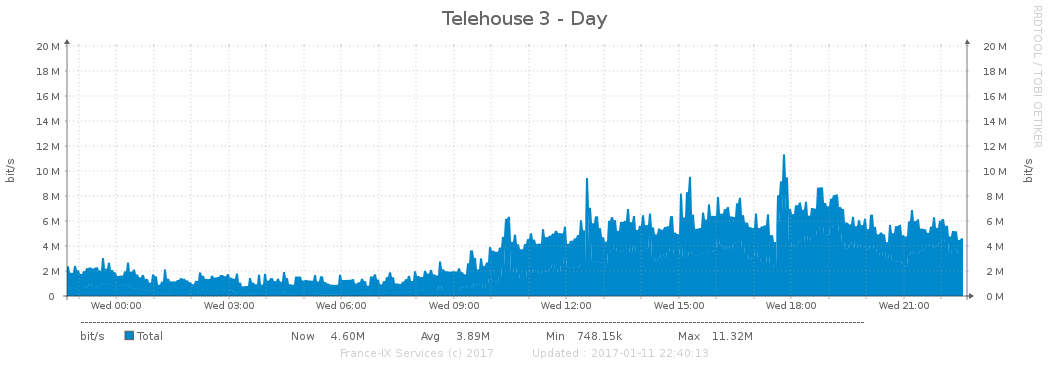 Telehouse 3 - Day
RRDTOOL / TOBI OETIKER
20 M 20 M
18 M 18 M
16 M 16 M
14 M 14 M
12 M 12 M
10 M 10 M
8 M 8 M
6 M 6 M
4 M 4 M
2 M 2 M
0 0 M
bit/s bit/s
Wed 00:00 Wed 03:00 Wed 06:00 Wed 09:00 Wed 12:00 Wed 15:00 Wed 18:00 Wed 21:00
bit/s Total Now 4.60M Avg 3.89M Min 748.15k Max 11.32M
France-IX Services (c) 2017 Updated : 2017-01-11 22:40:13